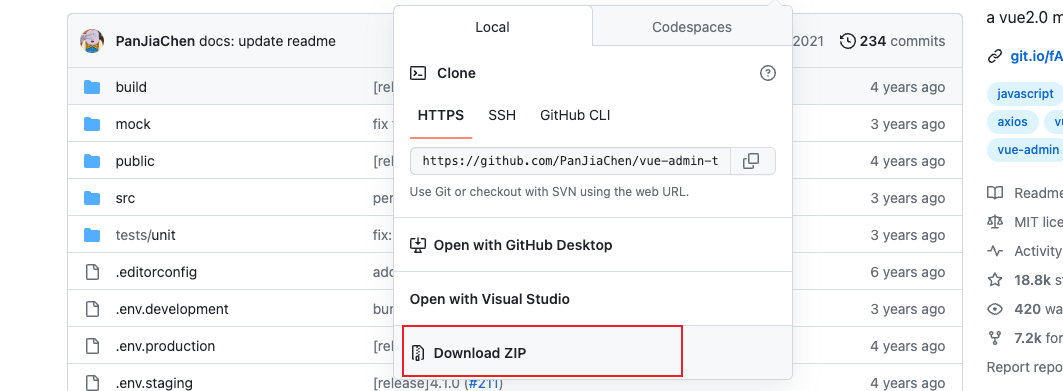 Local
Codespaces
a vue2.0 m
PanJiaChen docs: update readme
2021
234 commits
git.io/fA
Clone
build
[rel
4 years ago
javascript
HTTPS
SSH
GitHub CLI
mock
fix
3 years ago
axios
vu
public
[rel
4 years ago
https://github.com/PanJiaChen/vue-admin-t
vue-admin
Use Git or checkout with SVN using the web URL.
src
per
3 years ago
Readme
MIT lice
tests/unit
fix:
3 years ago
Open with GitHub Desktop
Activity
.editorconfig
add
6 years ago
18.8k s
Open with Visual Studio
.env.development
bu
3 years ago
420 wa
7.2k for
.env.production
[rel
4 years ago
Download ZIP
Report repo
.env.staging
[release]4.1.0 (#211)
4 years ago